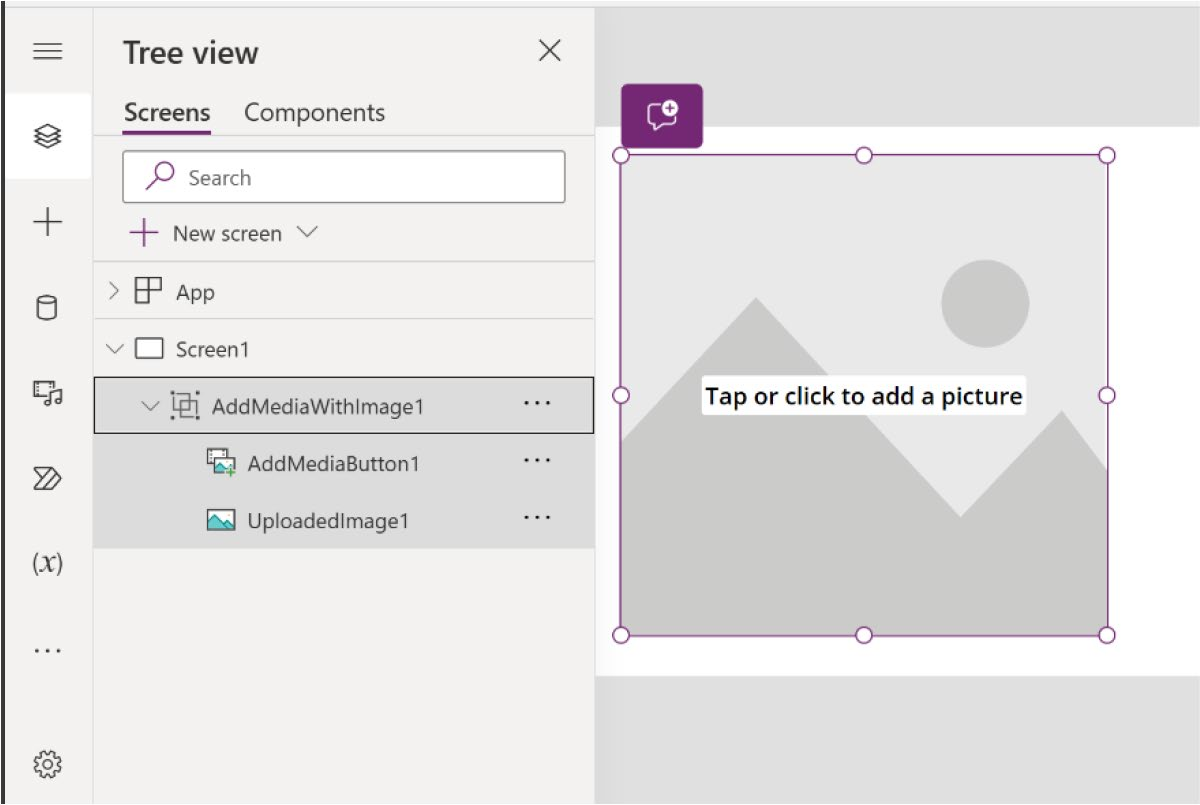 Tree view
Screens Components
Search
New screen
App
Screen1
AddMediaWithImage1
AddMediaButton1
UploadedImage1
(x)
Tap or click to add a picture